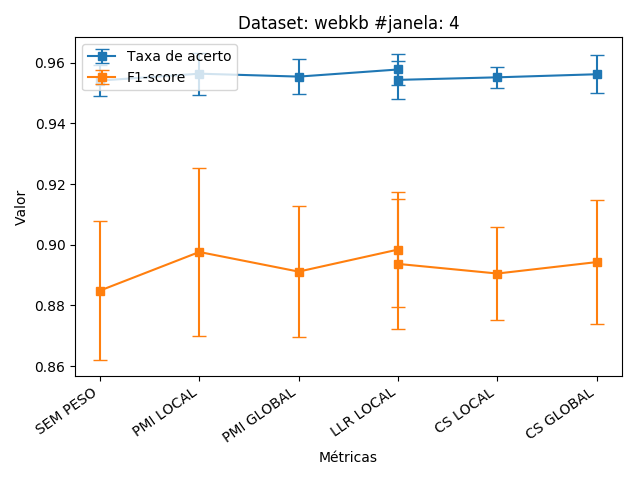 Dataset: webkb #janela: 4
Taxa de acerto
F1-score
0.96
0.94
0.92
0.90
0.88
0.86
Valor
SEM PESO
PMI LOCAL
PMI GLOBAL
LLR LOCAL
CS LOCAL
CS GLOBAL
Métricas